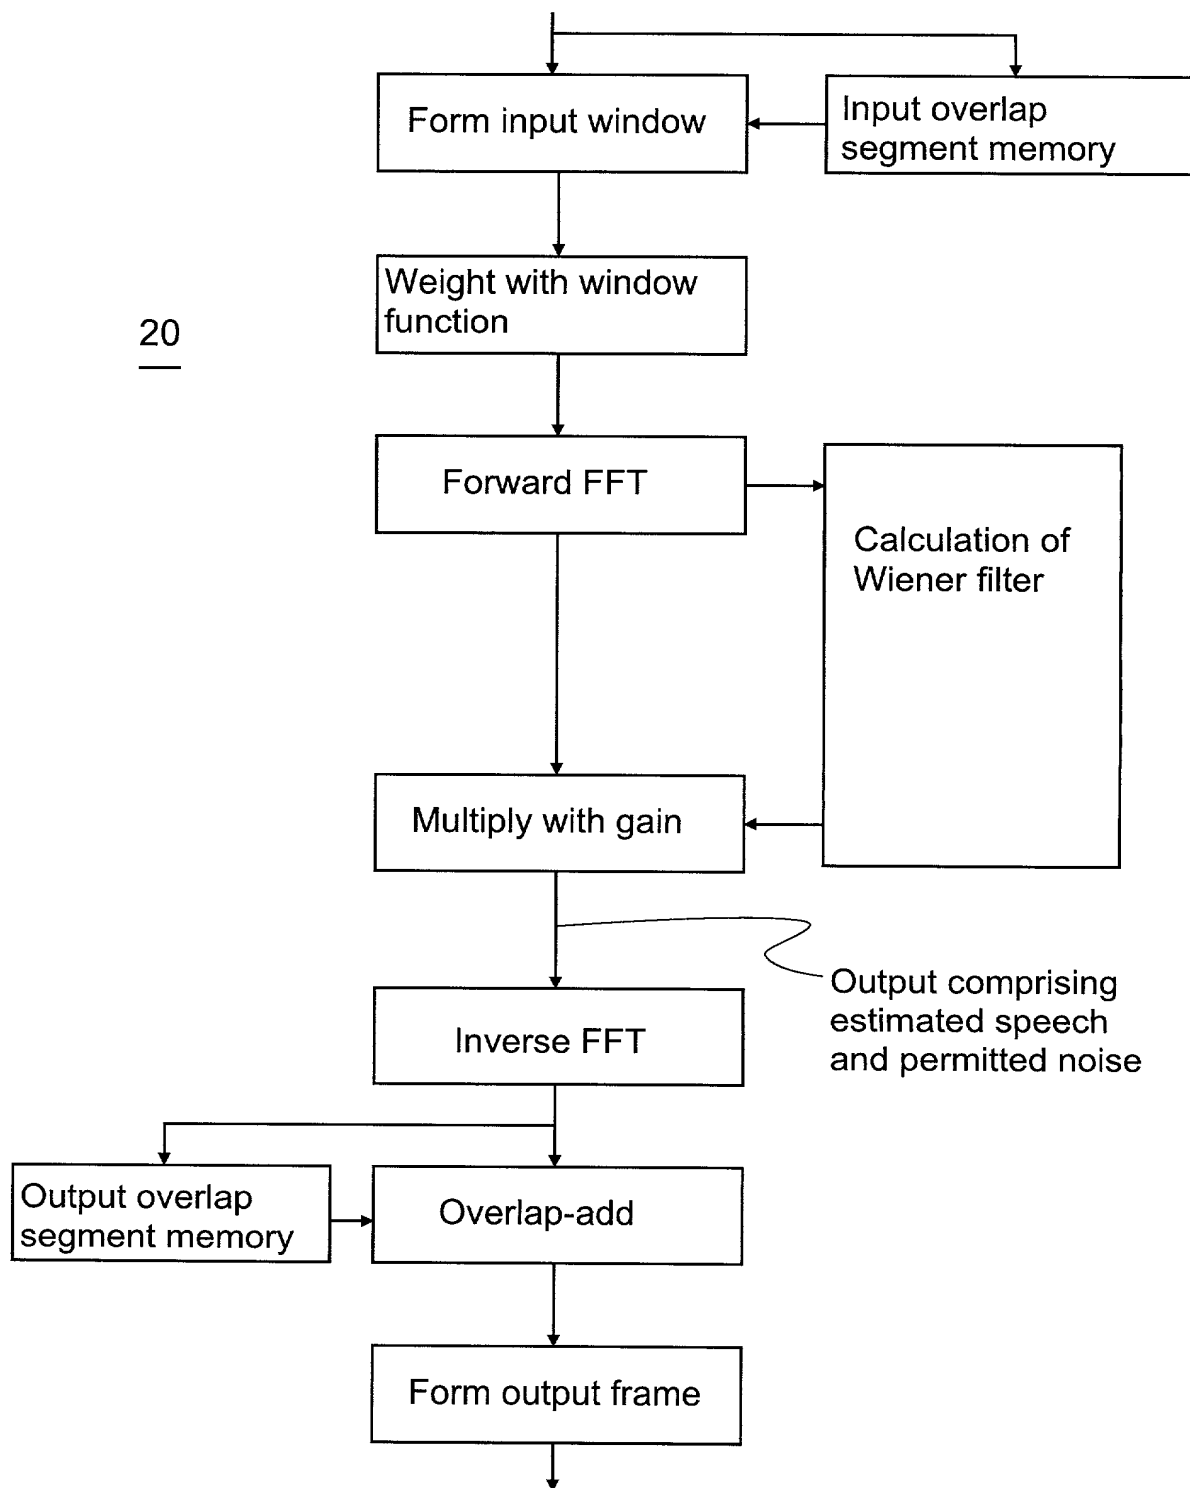 Form input window
Input overlap
segment memory
Weight with window
function
20
Forward FFT
Calculation of
Wiener filter
Multiply with gain
Output comprising
estimated speech
and permitted noise
Inverse FFT
Output overlap
segment memory
Overlap-add
Form output frame